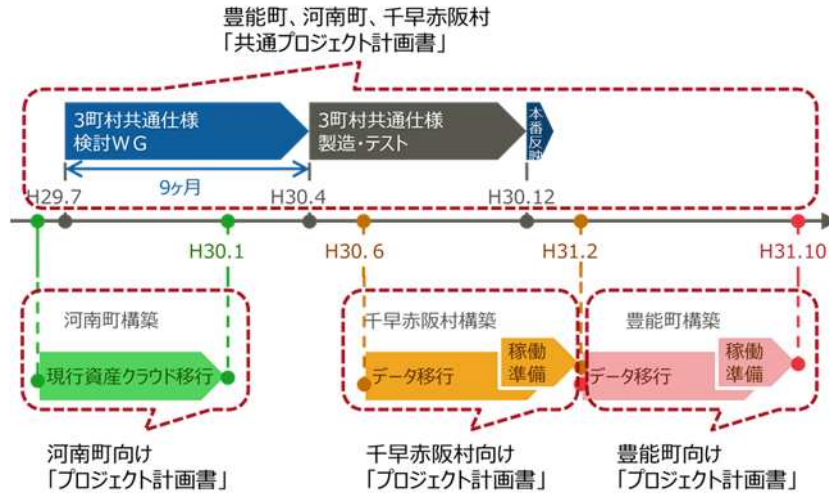 豊能町、河南町、千早赤阪村
「共通プロジェクト計画書」
3町村共通仕様
検討WG
3町村共通仕様
製造・テスト
本番反映
9ヶ月
H29.7
H30.4
H30.12
H30.1
H30.6
H31.2
H31.10
河南町構築
千早赤阪村構築
豊能町構築
現行資産クラウド移行
データ移行
稼働
準備
データ移行
稼働
準備
河南町向け
「プロジェクト計画書」
千早赤阪村向け
「プロジェクト計画書」
豊能町向け
「プロジェクト計画書」